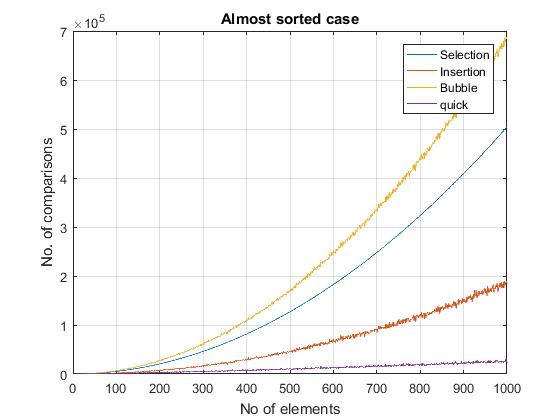 Almost sorted case
×10^5
7
6
5
4
3
2
1
0
No. of comparisons
Selection
Insertion
Bubble
quick
0 100 200 300 400 500 600 700 800 900 1000
No of elements